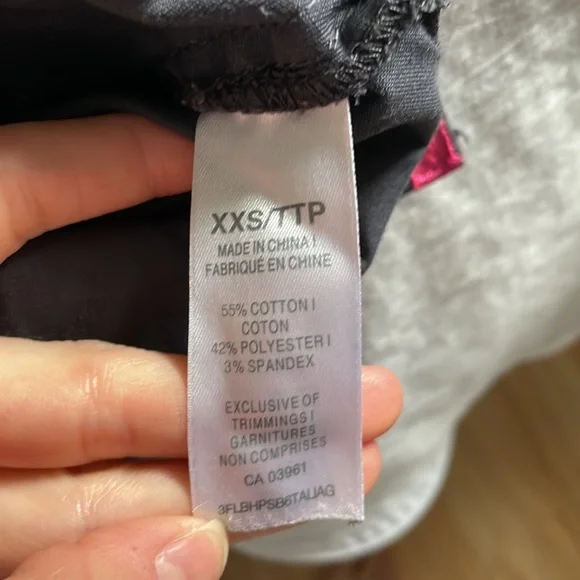 XXS/TTP
MADE IN CHINA |
FABRIQUÉ EN CHINE
55% COTTON |
COTON
42% POLYESTER |
3% SPANDEX
EXCLUSIVE OF
TRIMMINGS |
GARNITURES
NON COMPRISES
CA 03961